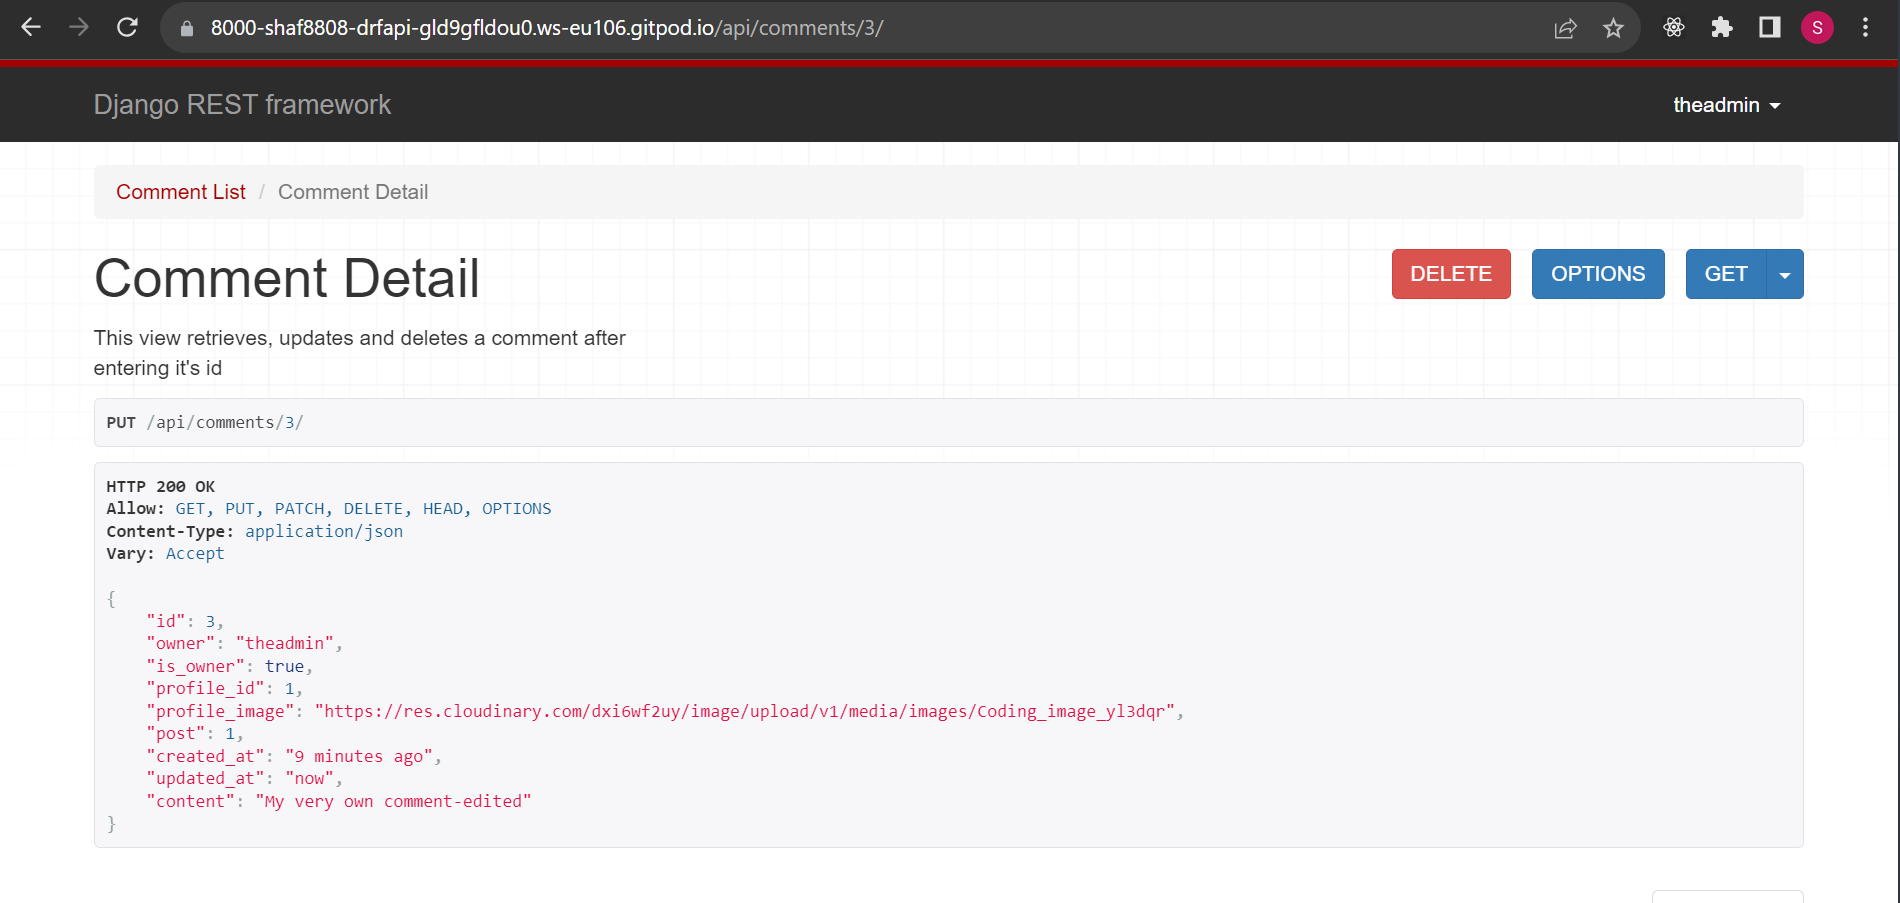 8000-shaf8808-drfapi-gld9gfldou0.ws-eu106.gitpod.io/api/comments/3/
S
Django REST framework
theadmin
Comment List / Comment Detail
Comment Detail
DELETE
OPTIONS
GET
This view retrieves, updates and deletes a comment after
entering it's id
PUT /api/comments/3/
HTTP 200 OK
Allow: GET, PUT, PATCH, DELETE, HEAD, OPTIONS
Content-Type: application/json
Vary: Accept
{
    "id": 3,
    "owner": "theadmin",
    "is_owner": true,
    "profile_id": 1,
    "profile_image": "https://res.cloudinary.com/dxi6wf2uy/image/upload/v1/media/images/Coding_image_yl3dqr",
    "post": 1,
    "created_at": "9 minutes ago",
    "updated_at": "now",
    "content": "My very own comment-edited"
}